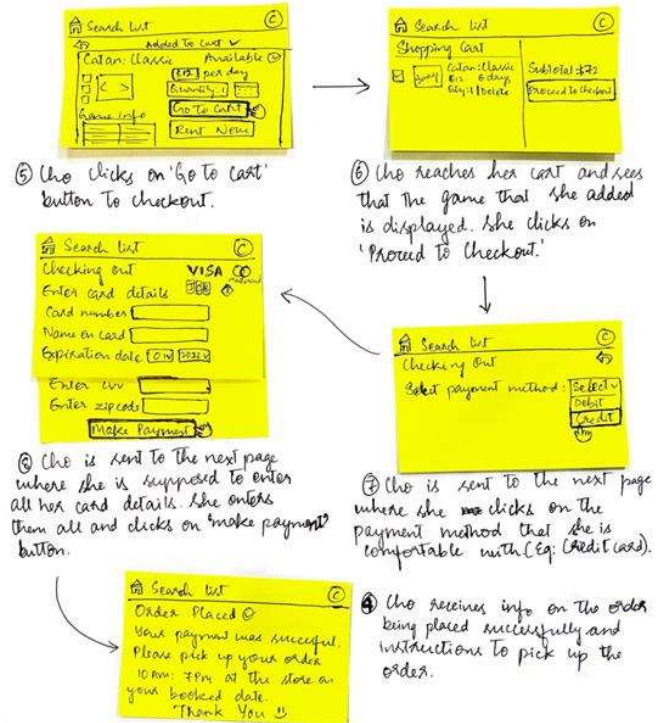 Search list C
Added to Cart ✓
Catan: Classic Available
$12 per day
Quantity: 1
< >
Go to Cart
Game info
Rent Now
⑤ Cho clicks on 'Go to Cart'
button to checkout.
Search list C
Shopping Cart
Catan: Classic
$12 6 days
Qty: 1 | Delete
Subtotal: $72
Proceed to Checkout
⑥ Cho reaches her cart and sees
that the game that she added
is displayed. She clicks on
'Proceed to Checkout.'
Search list C
Checking Out
Select payment method: Select
Debit
Credit
⑦ Cho is sent to the next page
where she clicks on the
payment method that she is
comfortable with (Eg: Credit card).
Search list C
Checking out VISA
Enter card details
Card number
Name on card
Expiration date
Enter CVV
Enter zip code
Make Payment
⑧ Cho is sent to the next page
where she is supposed to enter
all her card details. She enters
them all and clicks on 'make payment'
button.
Search list C
Order Placed
Your payment was succesful.
Please pick up your order
10 AM: 7 PM at the store on
your booked date.
Thank You
⑨ Cho receives info on the order
being placed successfully and
instructions to pick up the
order.